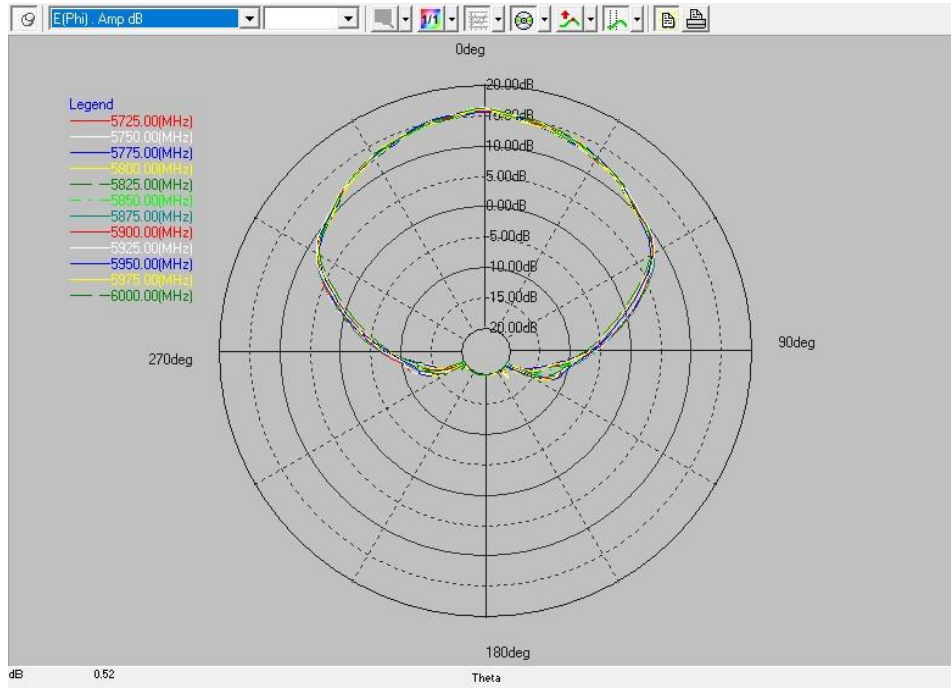 E(Phi) . Amp dB
1/1
0deg
20.00dB
15.00dB
10.00dB
5.00dB
0.00dB
-5.00dB
-10.00dB
-15.00dB
-20.00dB
Legend
5725.00(MHz)
5750.00(MHz)
5775.00(MHz)
5800.00(MHz)
5825.00(MHz)
5850.00(MHz)
5875.00(MHz)
5900.00(MHz)
5925.00(MHz)
5950.00(MHz)
5975.00(MHz)
6000.00(MHz)
270deg
90deg
180deg
dB 0.52
Theta